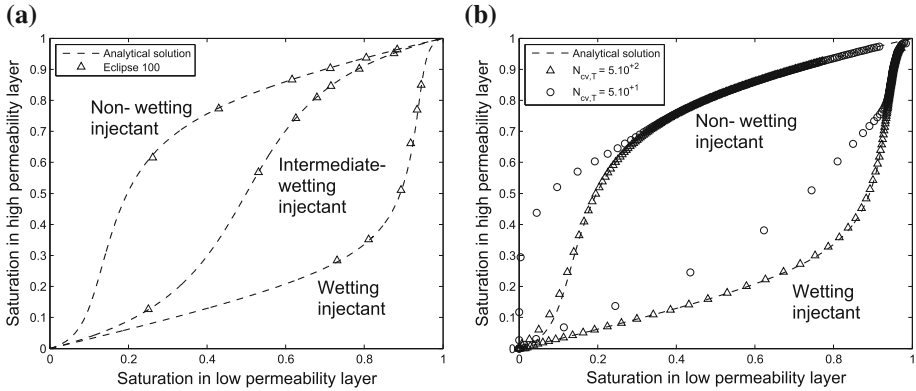 (a)
Analytical solution
Eclipse 100
Non- wetting
injectant
Intermediate-
wetting
injectant
Wetting
injectant
Saturation in high permeability layer
1
0.9
0.8
0.7
0.6
0.5
0.4
0.3
0.2
0.1
0
0 0.2 0.4 0.6 0.8 1
Saturation in low permeability layer
(b)
Analytical solution
N_cv,T = 5.10^+2
N_cv,T = 5.10^+1
Non- wetting
injectant
Wetting
injectant
Saturation in high permeability layer
1
0.9
0.8
0.7
0.6
0.5
0.4
0.3
0.2
0.1
0
0 0.2 0.4 0.6 0.8 1
Saturation in low permeability layer